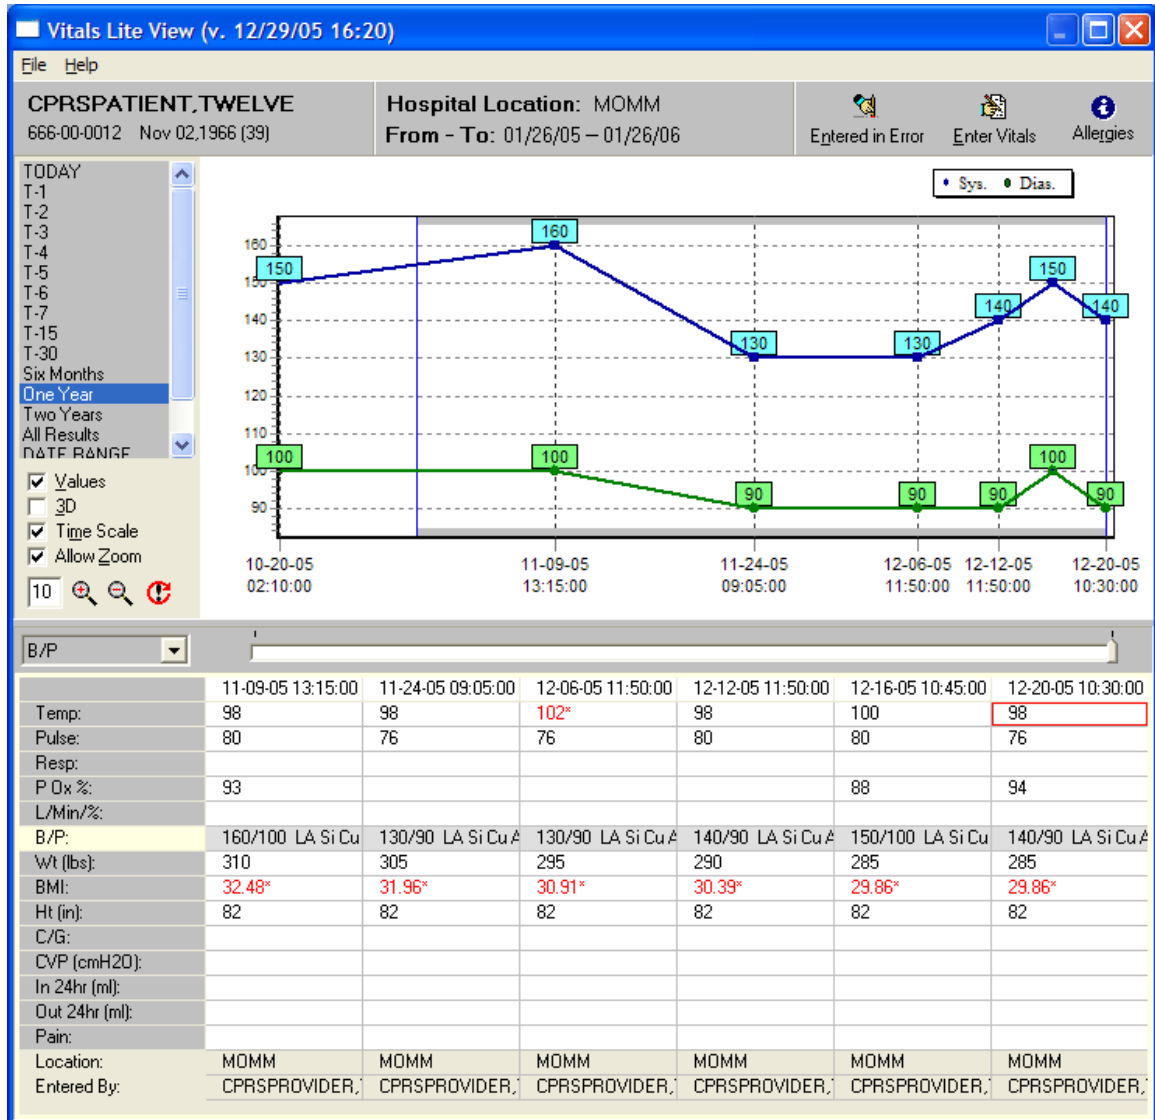 Vitals Lite View (v. 12/29/05 16:20)
File Help
CPRSPATIENT,TWELVE
666-00-0012 Nov 02,1966 (39)
Hospital Location: MOMM
From - To: 01/26/05 – 01/26/06
Entered in Error Enter Vitals Allergies
TODAY
T-1
T-2
T-3
T-4
T-5
T-6
T-7
T-15
T-30
Six Months
One Year
Two Years
All Results
DATE RANGE
Values
3D
Time Scale
Allow Zoom
10
Sys. Dias.
160
150
140
130
120
110
100
90
150 160 130 130 140 150 140
100 100 90 90 90 100 90
10-20-05 11-09-05 11-24-05 12-06-05 12-12-05 12-20-05
02:10:00 13:15:00 09:05:00 11:50:00 11:50:00 10:30:00
B/P
11-09-05 13:15:00 11-24-05 09:05:00 12-06-05 11:50:00 12-12-05 11:50:00 12-16-05 10:45:00 12-20-05 10:30:00
Temp: 98 98 102* 98 100 98
Pulse: 80 76 76 80 80 76
Resp:
P Ox %: 93 88 94
L/Min/%:
B/P: 160/100 LA Si Cu 130/90 LA Si Cu A 130/90 LA Si Cu A 140/90 LA Si Cu A 150/100 LA Si Cu 140/90 LA Si Cu A
Wt (lbs): 310 305 295 290 285 285
BMI: 32.48* 31.96* 30.91* 30.39* 29.86* 29.86*
Ht (in): 82 82 82 82 82 82
C/G:
CVP (cmH2O):
In 24hr (ml):
Out 24hr (ml):
Pain:
Location: MOMM MOMM MOMM MOMM MOMM MOMM
Entered By: CPRSPROVIDER, CPRSPROVIDER, CPRSPROVIDER, CPRSPROVIDER, CPRSPROVIDER, CPRSPROVIDER,